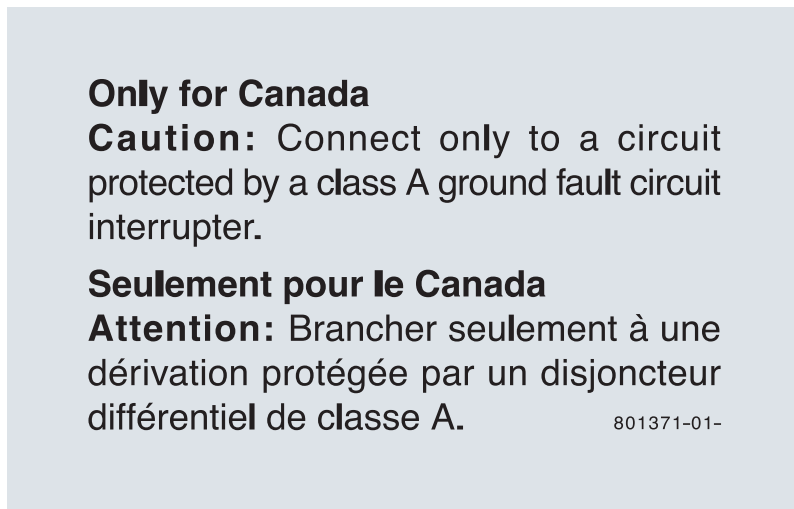 Only for Canada
Caution: Connect only to a circuit
protected by a class A ground fault circuit
interrupter.
Seulement pour le Canada
Attention: Brancher seulement à une
dérivation protégée par un disjoncteur
différentiel de classe A.
801371-01-